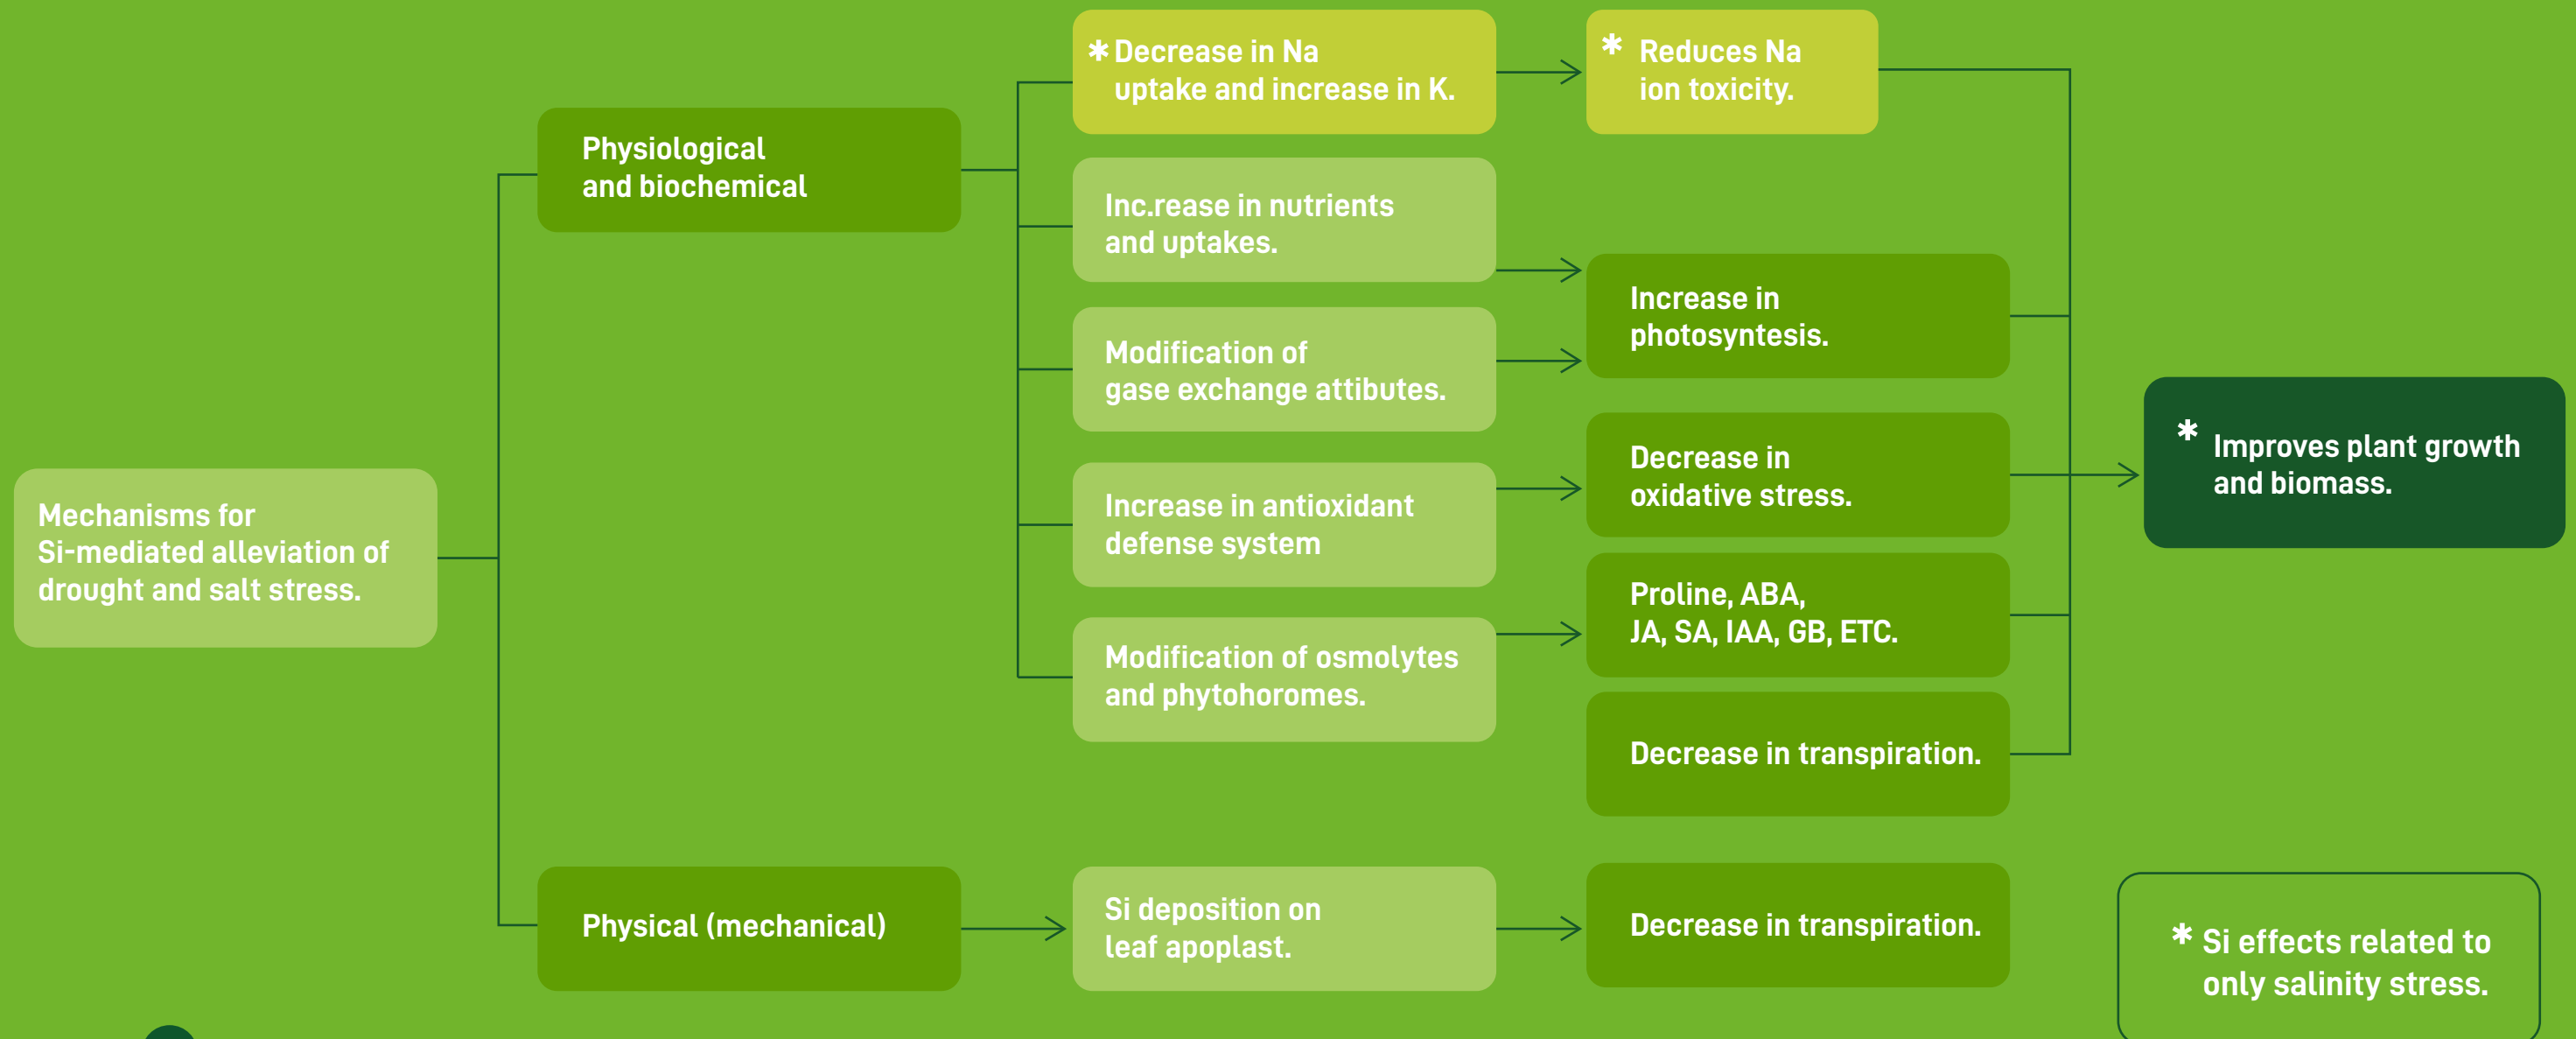 Mechanisms for
Si-mediated alleviation of
drought and salt stress.
Physiological
and biochemical
Physical (mechanical)
* Decrease in Na
uptake and increase in K.
Inc.rease in nutrients
and uptakes.
Modification of
gase exchange attibutes.
Increase in antioxidant
defense system
Modification of osmolytes
and phytohoromes.
Si deposition on
leaf apoplast.
* Reduces Na
ion toxicity.
Increase in
photosyntesis.
Decrease in
oxidative stress.
Proline, ABA,
JA, SA, IAA, GB, ETC.
Decrease in transpiration.
Decrease in transpiration.
* Improves plant growth
and biomass.
* Si effects related to
only salinity stress.